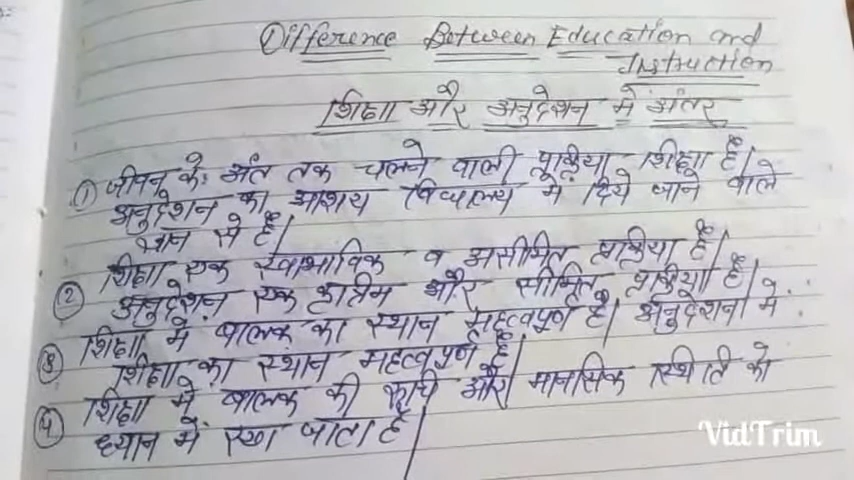 Difference Between Education and
Instruction
शिक्षा और अनुदेशन में अंतर
① जीवन के अंत तक चलने वाली प्रक्रिया शिक्षा है।
अनुदेशन का आशय विद्यालय में दिये जाने वाले
ज्ञान से है।
② शिक्षा एक स्वाभाविक व असीमित प्रक्रिया है।
अनुदेशन एक कृत्रिम और सीमित प्रक्रिया है।
③ शिक्षा में बालक का स्थान महत्वपूर्ण है। अनुदेशन में
शिक्षा का स्थान महत्वपूर्ण है।
④ शिक्षा में बालक की रूचि और मानसिक स्थिति को
ध्यान में रखा जाता है।
VidTrim